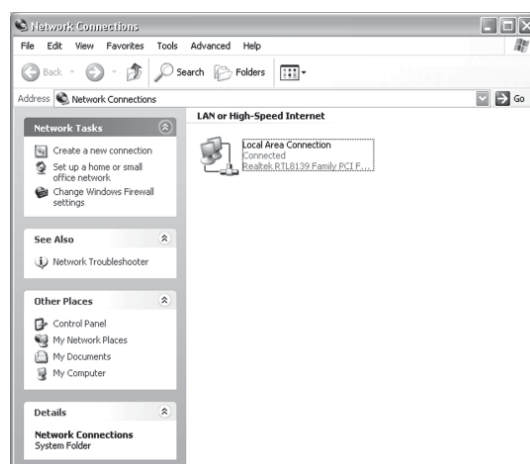 Network Connections
File Edit View Favorites Tools Advanced Help
Back Search Folders
Address Network Connections Go
Network Tasks
Create a new connection
Set up a home or small
office network
Change Windows Firewall
settings
See Also
Network Troubleshooter
Other Places
Control Panel
My Network Places
My Documents
My Computer
Details
Network Connections
System Folder
LAN or High-Speed Internet
Local Area Connection
Connected
Realtek RTL8139 Family PCI F...